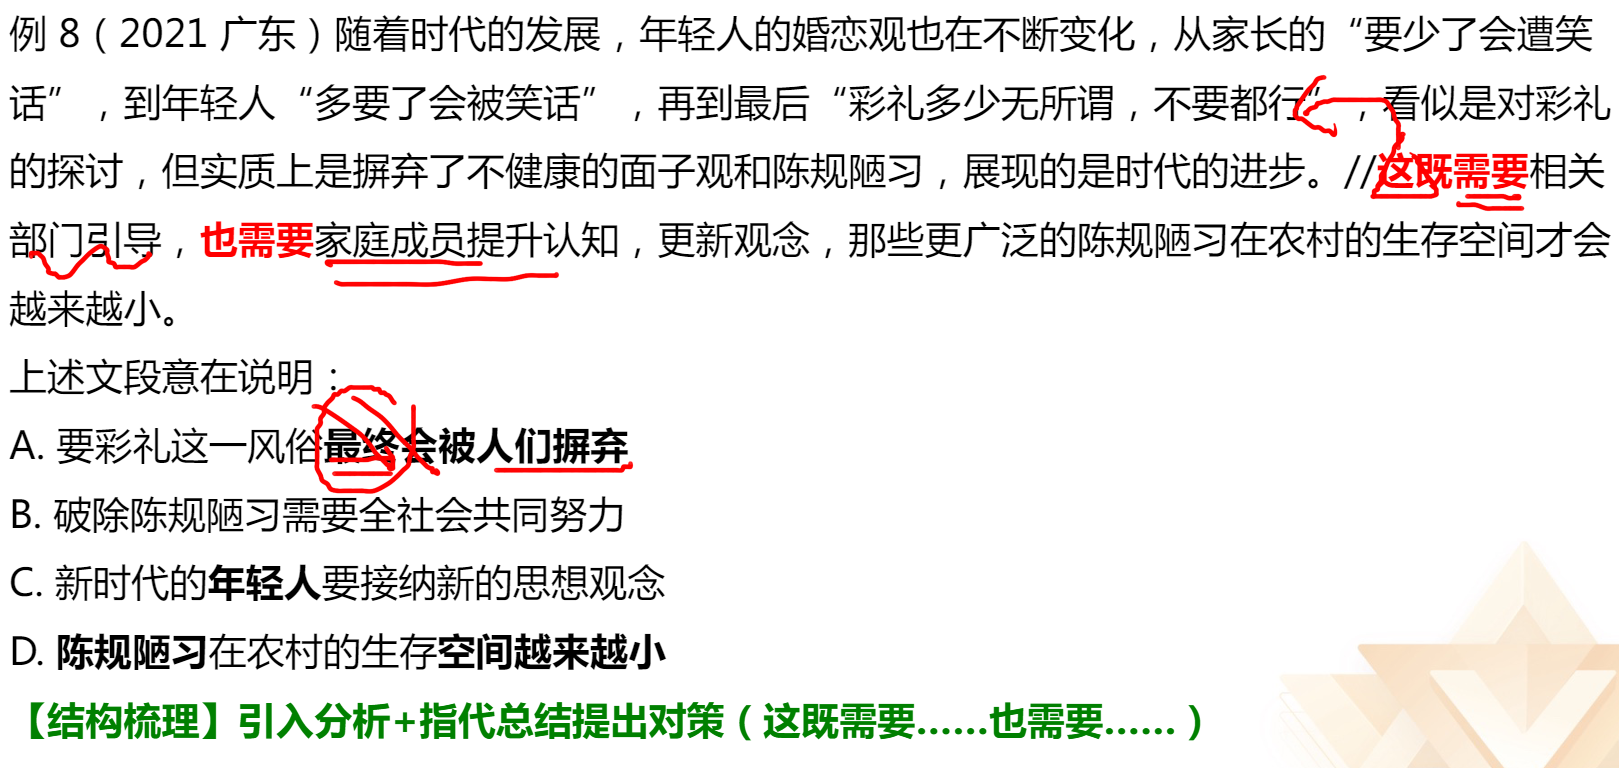 例 8（2021 广东）随着时代的发展，年轻人的婚恋观也在不断变化，从家长的“要少了会遭笑
话”，到年轻人“多要了会被笑话”，再到最后“彩礼多少无所谓，不要都行”，看似是对彩礼
的探讨，但实质上是摒弃了不健康的面子观和陈规陋习，展现的是时代的进步。//这既需要相关
部门引导，也需要家庭成员提升认知，更新观念，那些更广泛的陈规陋习在农村的生存空间才会
越来越小。
上述文段意在说明：
A. 要彩礼这一风俗最终会被人们摒弃
B. 破除陈规陋习需要全社会共同努力
C. 新时代的年轻人要接纳新的思想观念
D. 陈规陋习在农村的生存空间越来越小
【结构梳理】引入分析+指代总结提出对策（这既需要……也需要……）